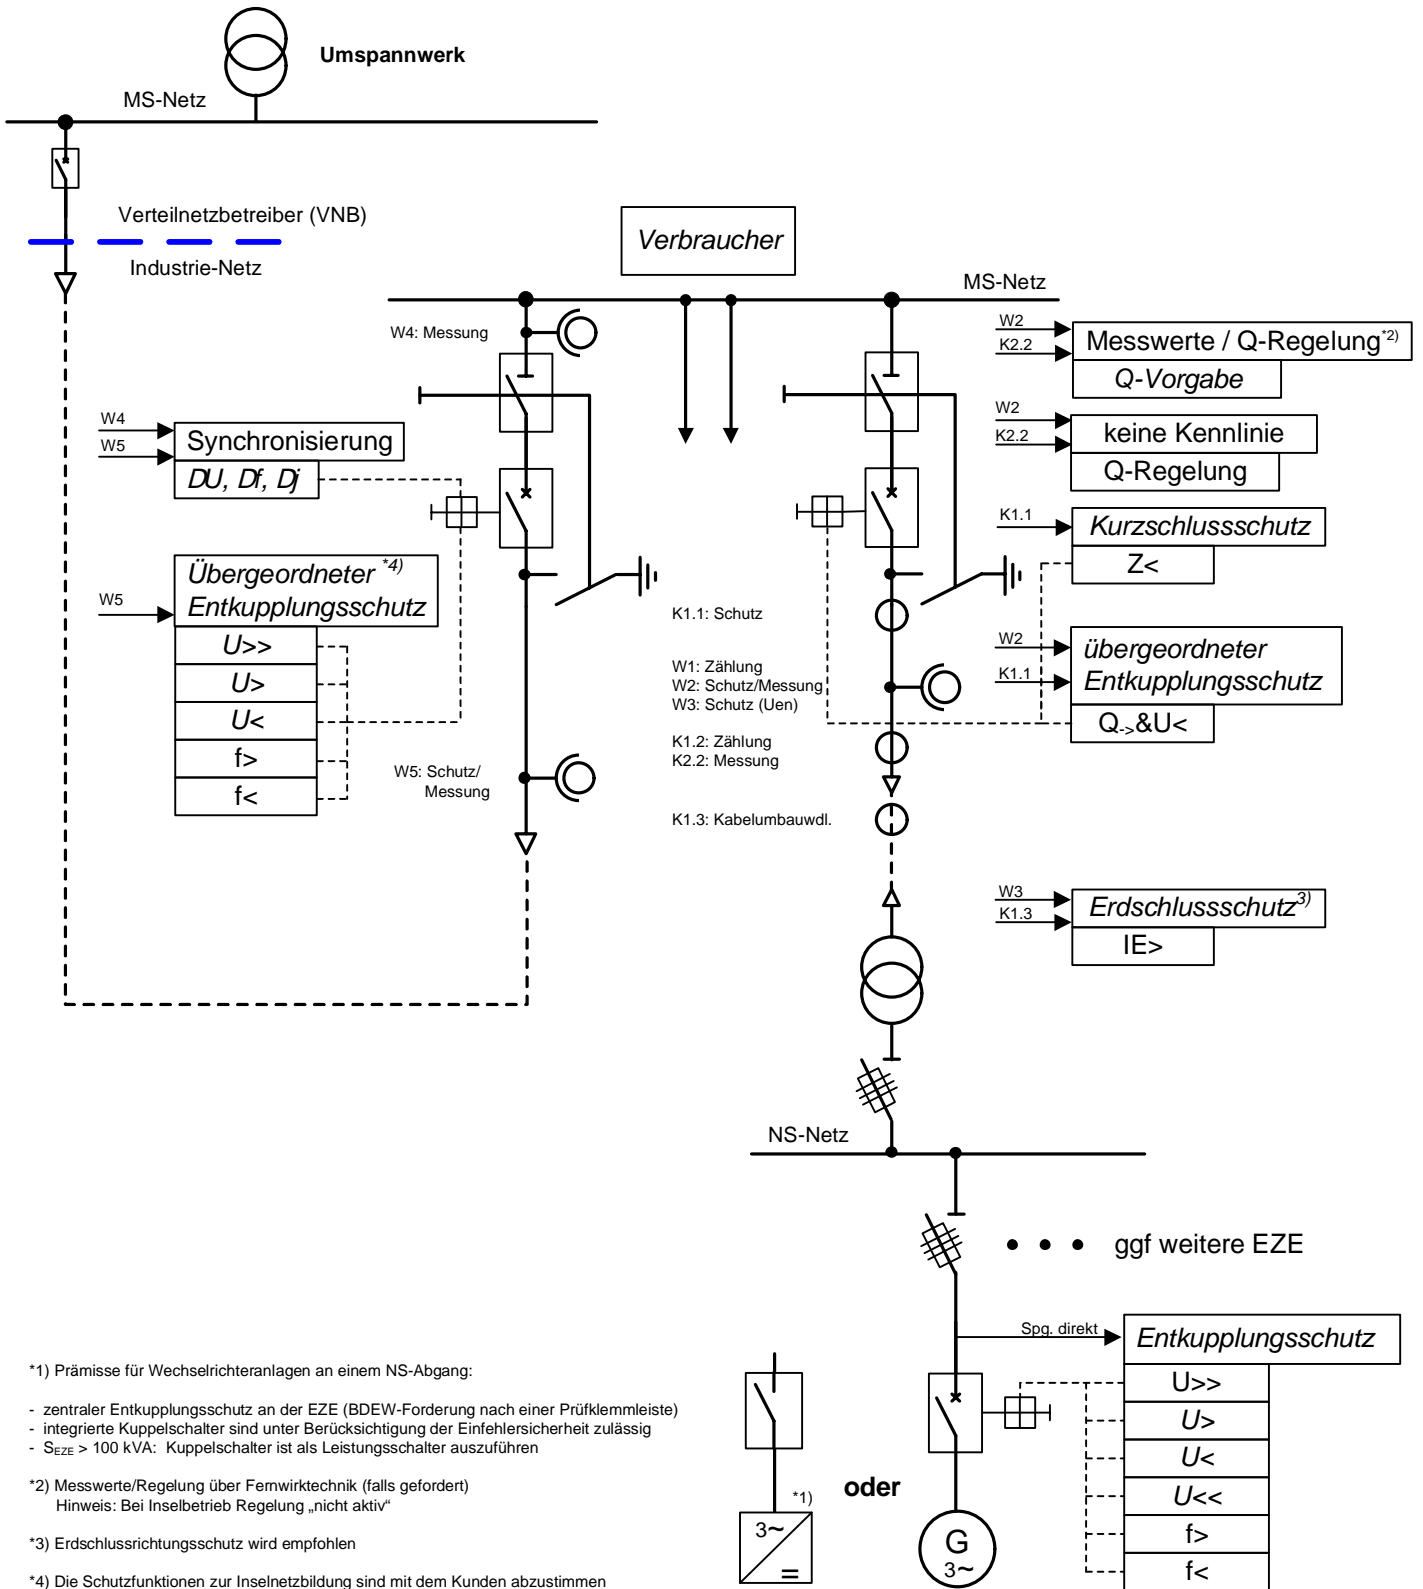 Umspannwerk
MS-Netz
Verteilnetzbetreiber (VNB)
Industrie-Netz
Verbraucher
MS-Netz
W4: Messung
W4
W5
Synchronisierung
DU, Df, Dj
W5
Übergeordneter *4)
Entkupplungsschutz
U>>
U>
U<
f>
f<
W5: Schutz/
Messung
K1.1: Schutz
W1: Zählung
W2: Schutz/Messung
W3: Schutz (Uen)
K1.2: Zählung
K2.2: Messung
K1.3: Kabelumbauwdl.
W2
K2.2
Messwerte / Q-Regelung*2)
Q-Vorgabe
W2
K2.2
keine Kennlinie
Q-Regelung
K1.1
Kurzschlussschutz
Z<
W2
K1.1
übergeordneter
Entkupplungsschutz
Q->&U<
W3
K1.3
Erdschlussschutz3)
IE>
NS-Netz
ggf weitere EZE
Spg. direkt
Entkupplungsschutz
U>>
U>
U<
U<<
f>
f<
*1)
3~
=
oder
G
3~
*1) Prämisse für Wechselrichteranlagen an einem NS-Abgang:
- zentraler Entkupplungsschutz an der EZE (BDEW-Forderung nach einer Prüfklemmleiste)
- integrierte Kuppelschalter sind unter Berücksichtigung der Einfehlersicherheit zulässig
- SEZE > 100 kVA: Kuppelschalter ist als Leistungsschalter auszuführen
*2) Messwerte/Regelung über Fernwirktechnik (falls gefordert)
Hinweis: Bei Inselbetrieb Regelung „nicht aktiv“
*3) Erdschlussrichtungsschutz wird empfohlen
*4) Die Schutzfunktionen zur Inselnetzbildung sind mit dem Kunden abzustimmen